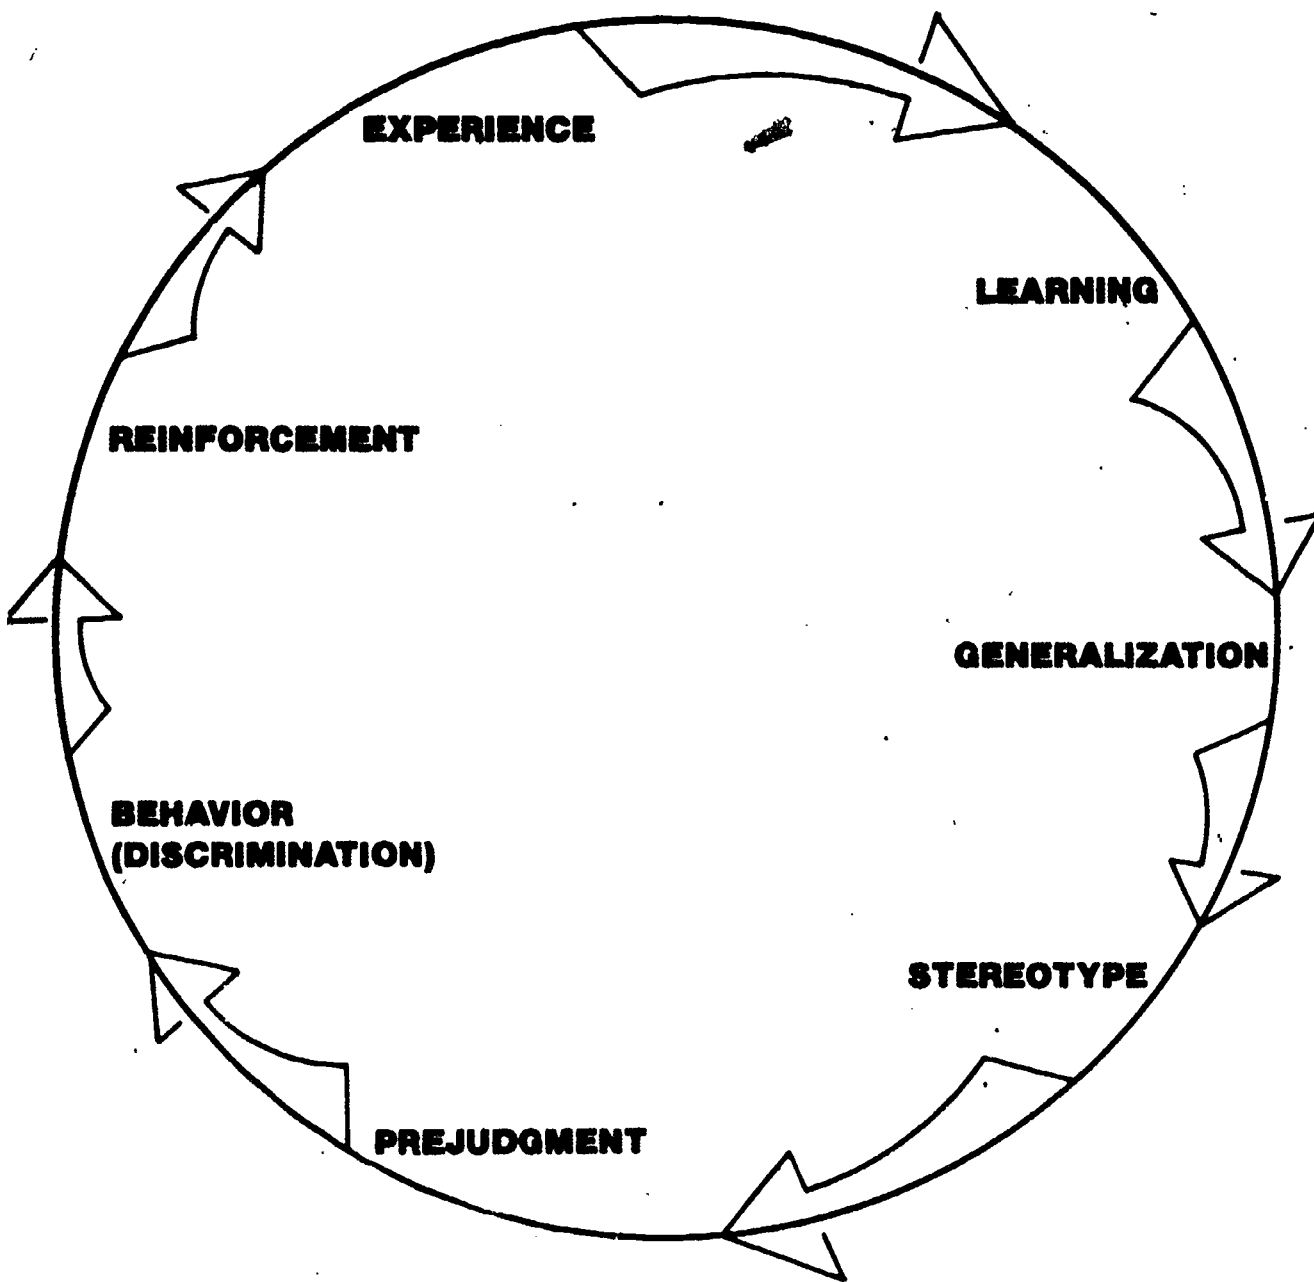 EXPERIENCE
LEARNING
REINFORCEMENT
GENERALIZATION
BEHAVIOR
(DISCRIMINATION)
STEREOTYPE
PREJUDGMENT